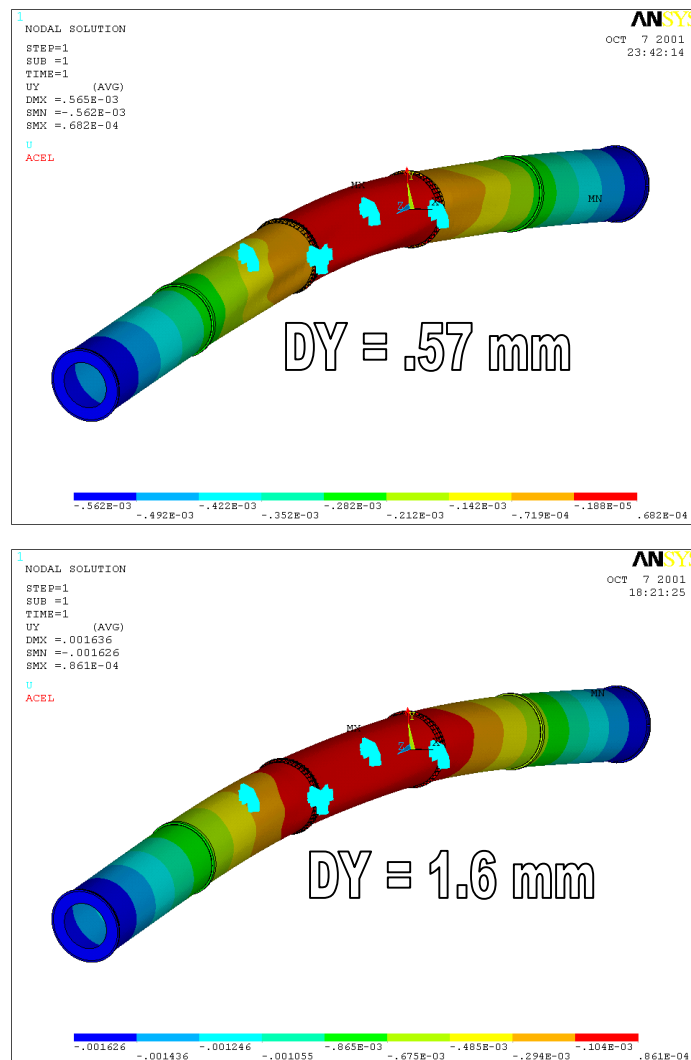 1
ANSYS
NODAL SOLUTION
OCT 7 2001
23:42:14
STEP=1
SUB =1
TIME=1
UY (AVG)
DMX =.565E-03
SMN =-.562E-03
SMX =.682E-04
U
ACEL
MX
Y
Z
X
MN
DY = .57 mm
-.562E-03 -.422E-03 -.282E-03 -.142E-03 -.188E-05
-.492E-03 -.352E-03 -.212E-03 -.719E-04 .682E-04
1
ANSYS
NODAL SOLUTION
OCT 7 2001
18:21:25
STEP=1
SUB =1
TIME=1
UY (AVG)
DMX =.001636
SMN =-.001626
SMX =.861E-04
U
ACEL
MN
MX
Y
Z
X
DY = 1.6 mm
-.001626 -.001246 -.865E-03 -.485E-03 -.104E-03
-.001436 -.001055 -.675E-03 -.294E-03 .861E-04